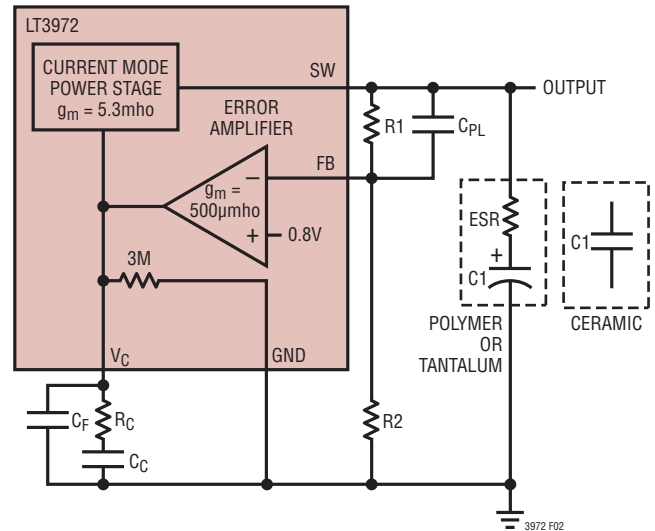 LT3972
CURRENT MODE
POWER STAGE
gm = 5.3mho
SW
OUTPUT
ERROR
AMPLIFIER
R1
CPL
FB
–
gm =
500µmho
+
0.8V
ESR
+
C1
C1
3M
POLYMER
OR
TANTALUM
CERAMIC
VC
GND
CF
RC
R2
CC
3972 F02